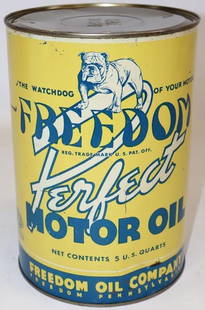 "THE WATCHDOG OF YOUR MOTOR"
FREEDOM
REG. TRADE MARK U. S. PAT. OFF.
Perfect
MOTOR OIL
NET CONTENTS 5 U. S. QUARTS
FREEDOM OIL COMPANY
FREEDOM PENNSYLVANIA